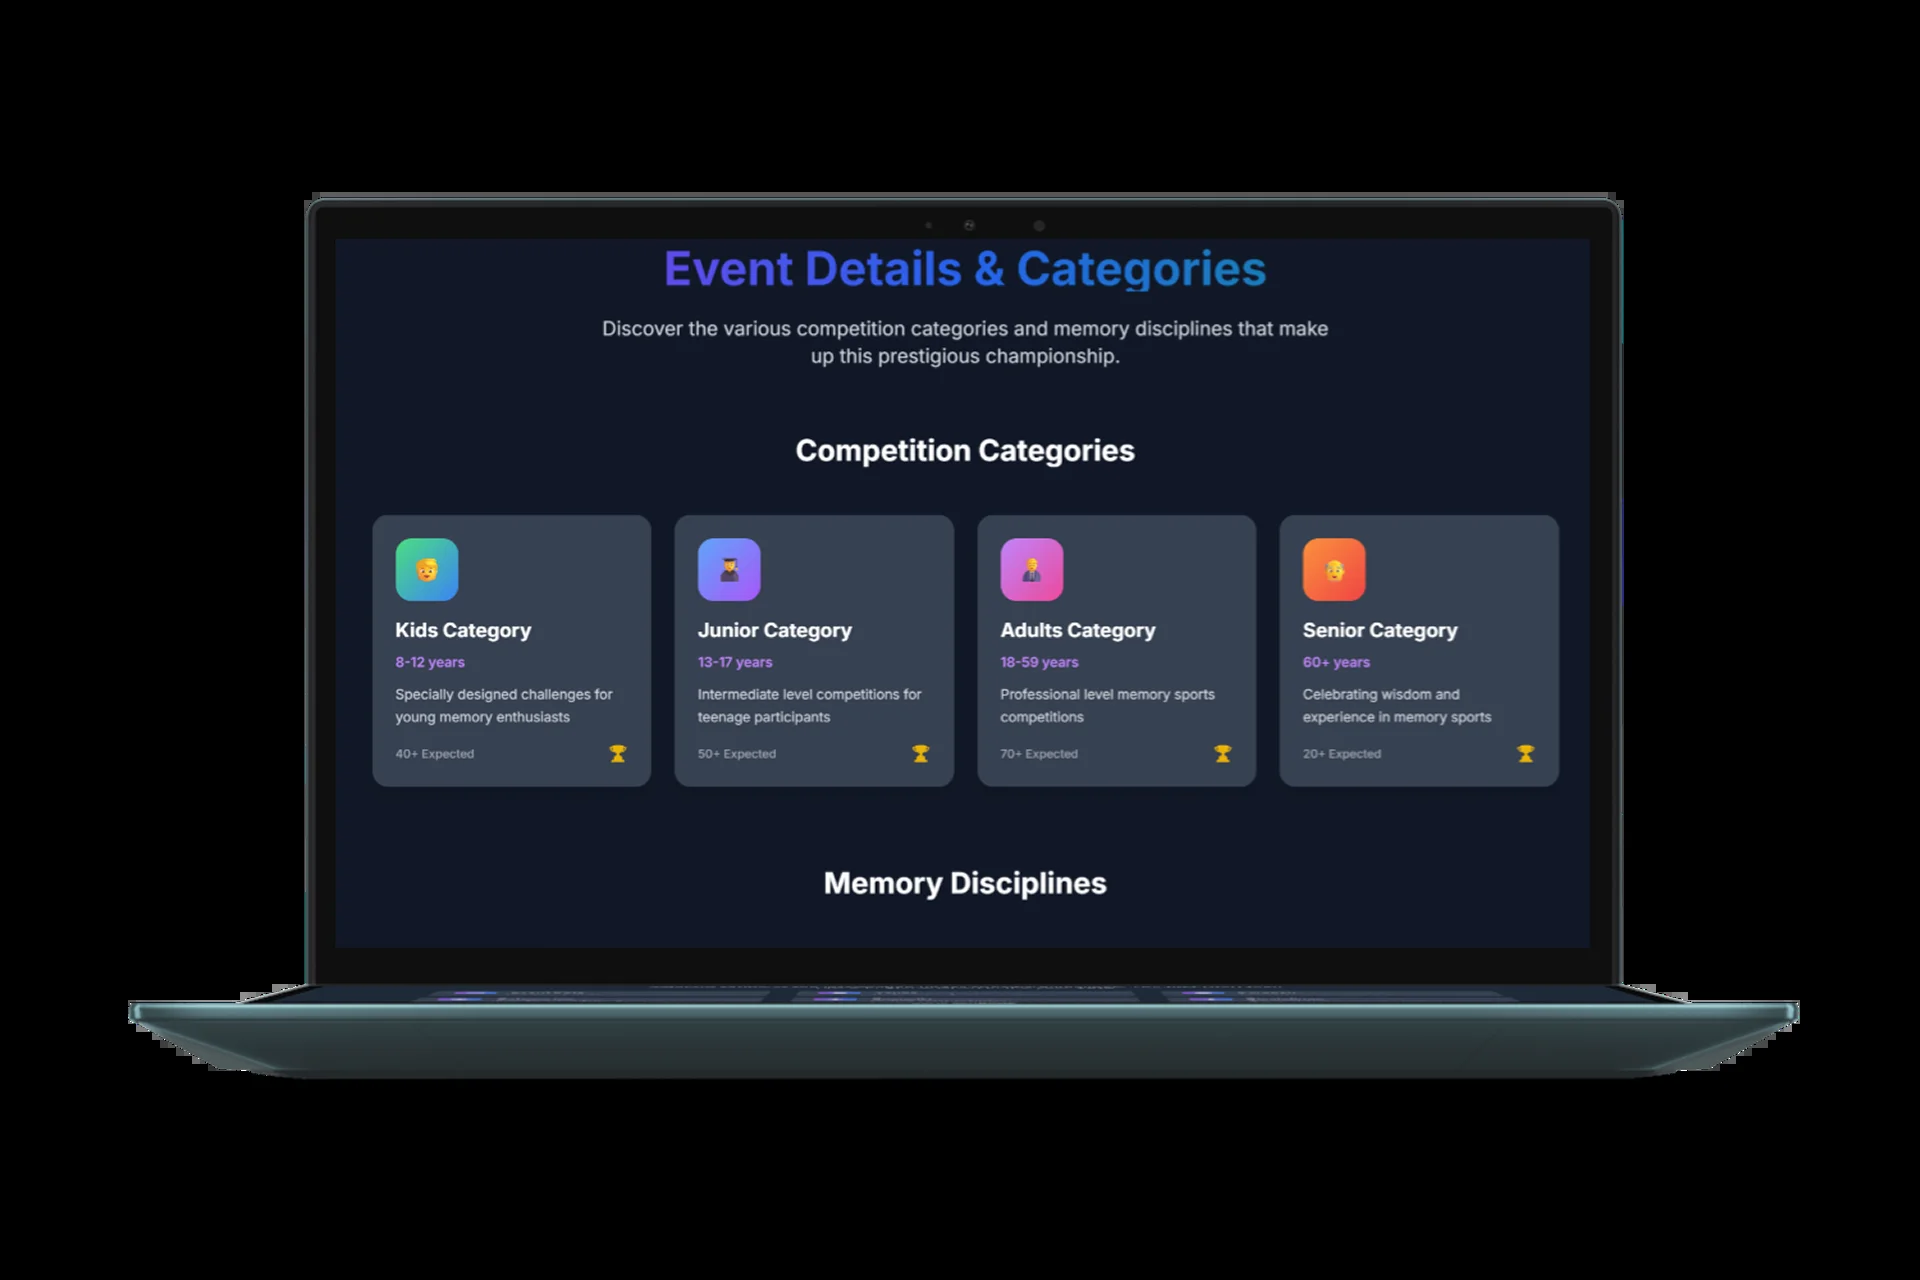 Event Details & Categories
Discover the various competition categories and memory disciplines that make
up this prestigious championship.
Competition Categories
Kids Category
8-12 years
Specially designed challenges for
young memory enthusiasts
40+ Expected
Junior Category
13-17 years
Intermediate level competitions for
teenage participants
50+ Expected
Adults Category
18-59 years
Professional level memory sports
competitions
70+ Expected
Senior Category
60+ years
Celebrating wisdom and
experience in memory sports
20+ Expected
Memory Disciplines